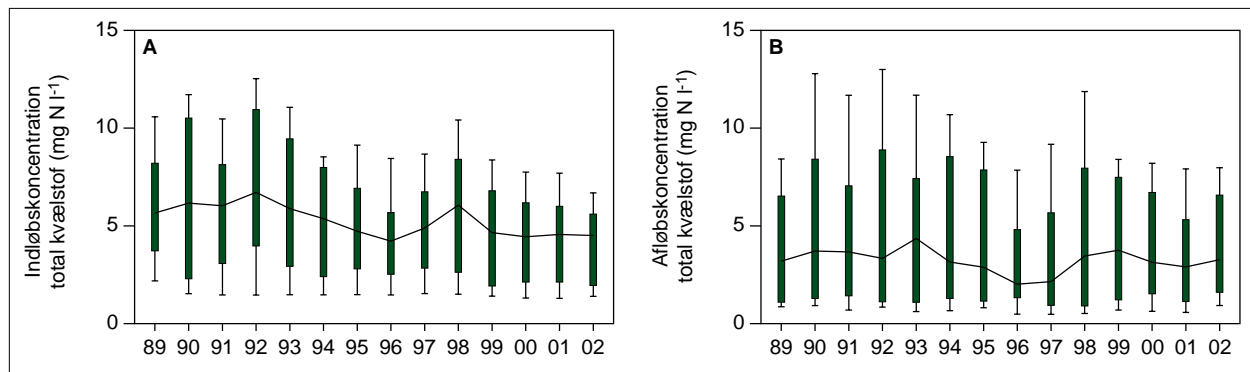 A
Indløbskoncentration
total kvælstof (mg N l-1)
15
10
5
0
89 90 91 92 93 94 95 96 97 98 99 00 01 02
B
Afløbskoncentration
total kvælstof (mg N l-1)
15
10
5
0
89 90 91 92 93 94 95 96 97 98 99 00 01 02